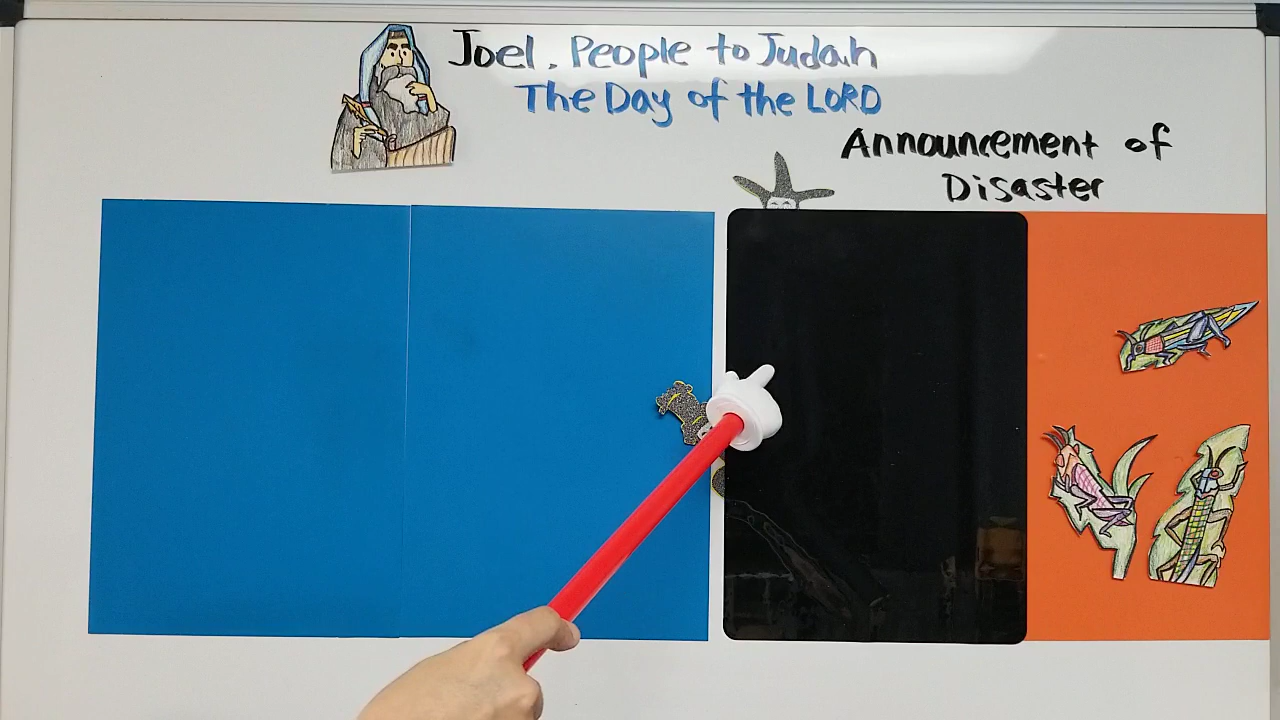 Joel, People to Judah
The Day of the LORD
Announcement of
Disaster